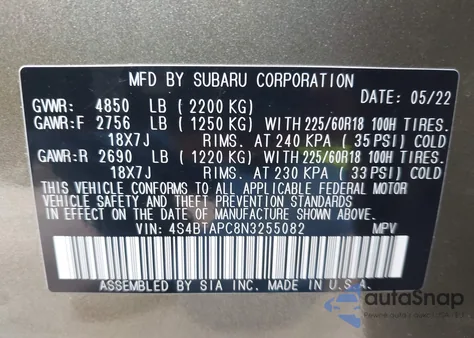 MFD BY SUBARU CORPORATION
GVWR: 4850 LB (2200 KG) DATE: 05/22
GAWR:F 2756 LB (1250 KG) WITH 225/60R18 100H TIRES.
18X7J RIMS. AT 240 KPA (35 PSI) COLD
GAWR:R 2690 LB (1220 KG) WITH 225/60R18 100H TIRES.
18X7J RIMS. AT 230 KPA (33 PSI) COLD
THIS VEHICLE CONFORMS TO ALL APPLICABLE FEDERAL MOTOR
VEHICLE SAFETY, BUMPER, AND THEFT PREVENTION STANDARDS
IN EFFECT ON THE DATE OF MANUFACTURE SHOWN ABOVE.
VIN: 4S4BTAPC8N3255082 MPV
ASSEMBLED BY SIA INC. MADE IN U.S.A.
autaSnap